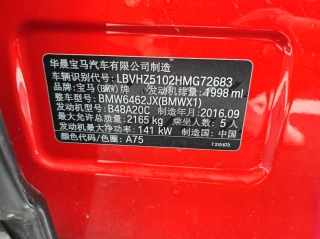 华晨宝马汽车有限公司制造
车辆识别代号: LBVHZ5102HMG72683
品牌: 宝马(BMW)牌 发动机排量: 1998 ml
整车型号: BMW6462JX(BMWX1)
发动机型号: B48A20C 制造年月: 2016.09
最大允许总质量: 2165 kg 乘坐人数: 5 人
发动机最大净功率: 141 kW 制造国: 中国
颜色代码/色圖: A75
7 310 673